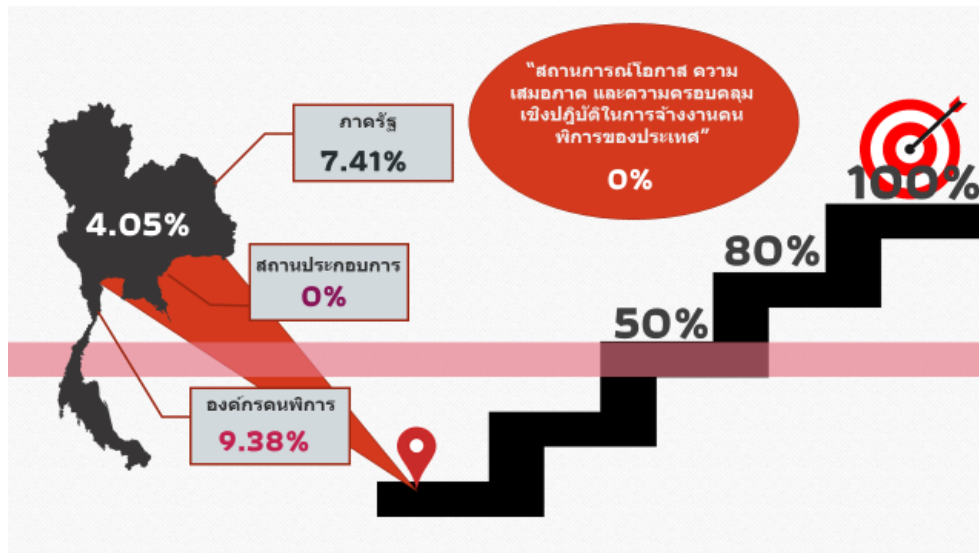 “สถานการณ์โอกาส ความ
เสมอภาค และความครอบคลุม
เชิงปฏิบัติในการจ้างงานคน
พิการของประเทศ”
0%
ภาครัฐ
7.41%
4.05%
สถานประกอบการ
0%
องค์กรคนพิการ
9.38%
100%
80%
50%